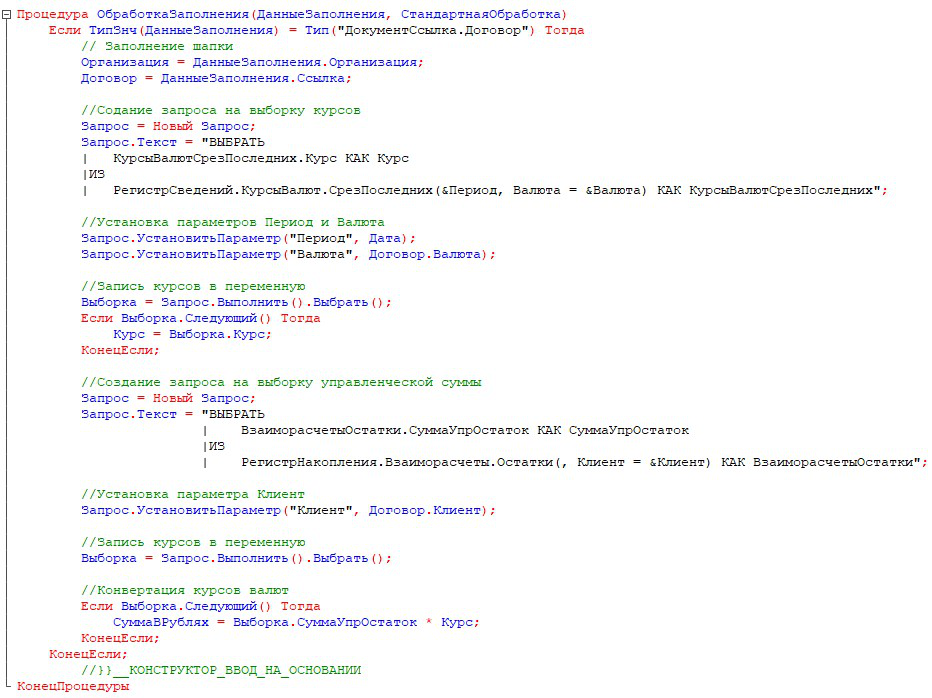 Процедура ОбработкаЗаполнения(ДанныеЗаполнения, СтандартнаяОбработка)
Если ТипЗнч(ДанныеЗаполнения) = Тип("ДокументСсылка.Договор") Тогда
// Заполнение шапки
Организация = ДанныеЗаполнения.Организация;
Договор = ДанныеЗаполнения.Ссылка;
//Содание запроса на выборку курсов
Запрос = Новый Запрос;
Запрос.Текст = "ВЫБРАТЬ
| КурсыВалютСрезПоследних.Курс КАК Курс
|ИЗ
| РегистрСведений.КурсыВалют.СрезПоследних(&Период, Валюта = &Валюта) КАК КурсыВалютСрезПоследних";
//Установка параметров Период и Валюта
Запрос.УстановитьПараметр("Период", Дата);
Запрос.УстановитьПараметр("Валюта", Договор.Валюта);
//Запись курсов в переменную
Выборка = Запрос.Выполнить().Выбрать();
Если Выборка.Следующий() Тогда
Курс = Выборка.Курс;
КонецЕсли;
//Создание запроса на выборку управленческой суммы
Запрос = Новый Запрос;
Запрос.Текст = "ВЫБРАТЬ
| ВзаиморасчетыОстатки.СуммаУпрОстаток КАК СуммаУпрОстаток
|ИЗ
| РегистрНакопления.Взаиморасчеты.Остатки(, Клиент = &Клиент) КАК ВзаиморасчетыОстатки";
//Установка параметра Клиент
Запрос.УстановитьПараметр("Клиент", Договор.Клиент);
//Запись курсов в переменную
Выборка = Запрос.Выполнить().Выбрать();
//Конвертация курсов валют
Если Выборка.Следующий() Тогда
СуммаВРублях = Выборка.СуммаУпрОстаток * Курс;
КонецЕсли;
КонецЕсли;
//}}__КОНСТРУКТОР_ВВОД_НА_ОСНОВАНИИ
КонецПроцедуры